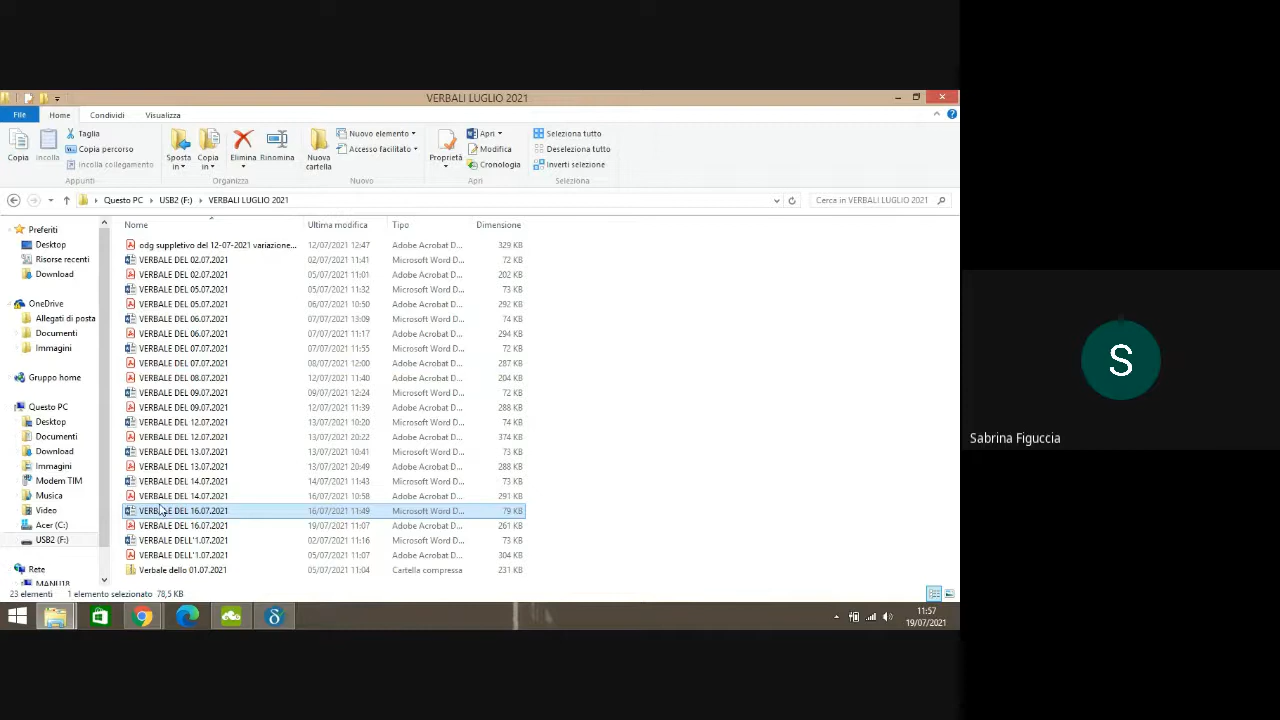 VERBALI LUGLIO 2021
File Home Condividi Visualizza
Copia Incolla Taglia Copia percorso Incolla collegamento
Sposta in Copia in Elimina Rinomina
Nuova cartella Nuovo elemento Accesso facilitato
Proprietà Apri Modifica Cronologia
Seleziona tutto Deseleziona tutto Inverti selezione
Appunti Organizza Nuovo Apri Seleziona
Questo PC USB2 (F:) VERBALI LUGLIO 2021 Cerca in VERBALI LUGLIO 2021
Nome Ultima modifica Tipo Dimensione
odg suppletivo del 12-07-2021 variazione... 12/07/2021 12:47 Adobe Acrobat D... 329 KB
VERBALE DEL 02.07.2021 02/07/2021 11:41 Microsoft Word D... 72 KB
VERBALE DEL 02.07.2021 05/07/2021 11:01 Adobe Acrobat D... 202 KB
VERBALE DEL 05.07.2021 05/07/2021 11:32 Microsoft Word D... 73 KB
VERBALE DEL 05.07.2021 06/07/2021 10:50 Adobe Acrobat D... 292 KB
VERBALE DEL 06.07.2021 07/07/2021 13:09 Microsoft Word D... 74 KB
VERBALE DEL 06.07.2021 07/07/2021 11:17 Adobe Acrobat D... 294 KB
VERBALE DEL 07.07.2021 07/07/2021 11:55 Microsoft Word D... 72 KB
VERBALE DEL 07.07.2021 08/07/2021 12:00 Adobe Acrobat D... 287 KB
VERBALE DEL 08.07.2021 12/07/2021 11:40 Adobe Acrobat D... 204 KB
VERBALE DEL 09.07.2021 09/07/2021 12:24 Microsoft Word D... 72 KB
VERBALE DEL 09.07.2021 12/07/2021 11:39 Adobe Acrobat D... 288 KB
VERBALE DEL 12.07.2021 13/07/2021 10:20 Microsoft Word D... 74 KB
VERBALE DEL 12.07.2021 13/07/2021 20:22 Adobe Acrobat D... 374 KB
VERBALE DEL 13.07.2021 13/07/2021 10:41 Microsoft Word D... 73 KB
VERBALE DEL 13.07.2021 13/07/2021 20:49 Adobe Acrobat D... 288 KB
VERBALE DEL 14.07.2021 14/07/2021 11:43 Microsoft Word D... 73 KB
VERBALE DEL 14.07.2021 16/07/2021 10:58 Adobe Acrobat D... 291 KB
VERBALE DEL 16.07.2021 16/07/2021 11:49 Microsoft Word D... 79 KB
VERBALE DEL 16.07.2021 19/07/2021 11:07 Adobe Acrobat D... 261 KB
VERBALE DELL'1.07.2021 02/07/2021 11:16 Microsoft Word D... 73 KB
VERBALE DELL'1.07.2021 05/07/2021 11:07 Adobe Acrobat D... 304 KB
Verbale dello 01.07.2021 05/07/2021 11:04 Cartella compressa 231 KB
Preferiti
Desktop
Risorse recenti
Download
OneDrive
Allegati di posta
Documenti
Immagini
Gruppo home
Questo PC
Desktop
Documenti
Download
Immagini
Modem TIM
Musica
Video
Acer (C:)
USB2 (F:)
Rete
MANU18
23 elementi 1 elemento selezionato 78,5 KB
11:57
19/07/2021
S
Sabrina Figuccia